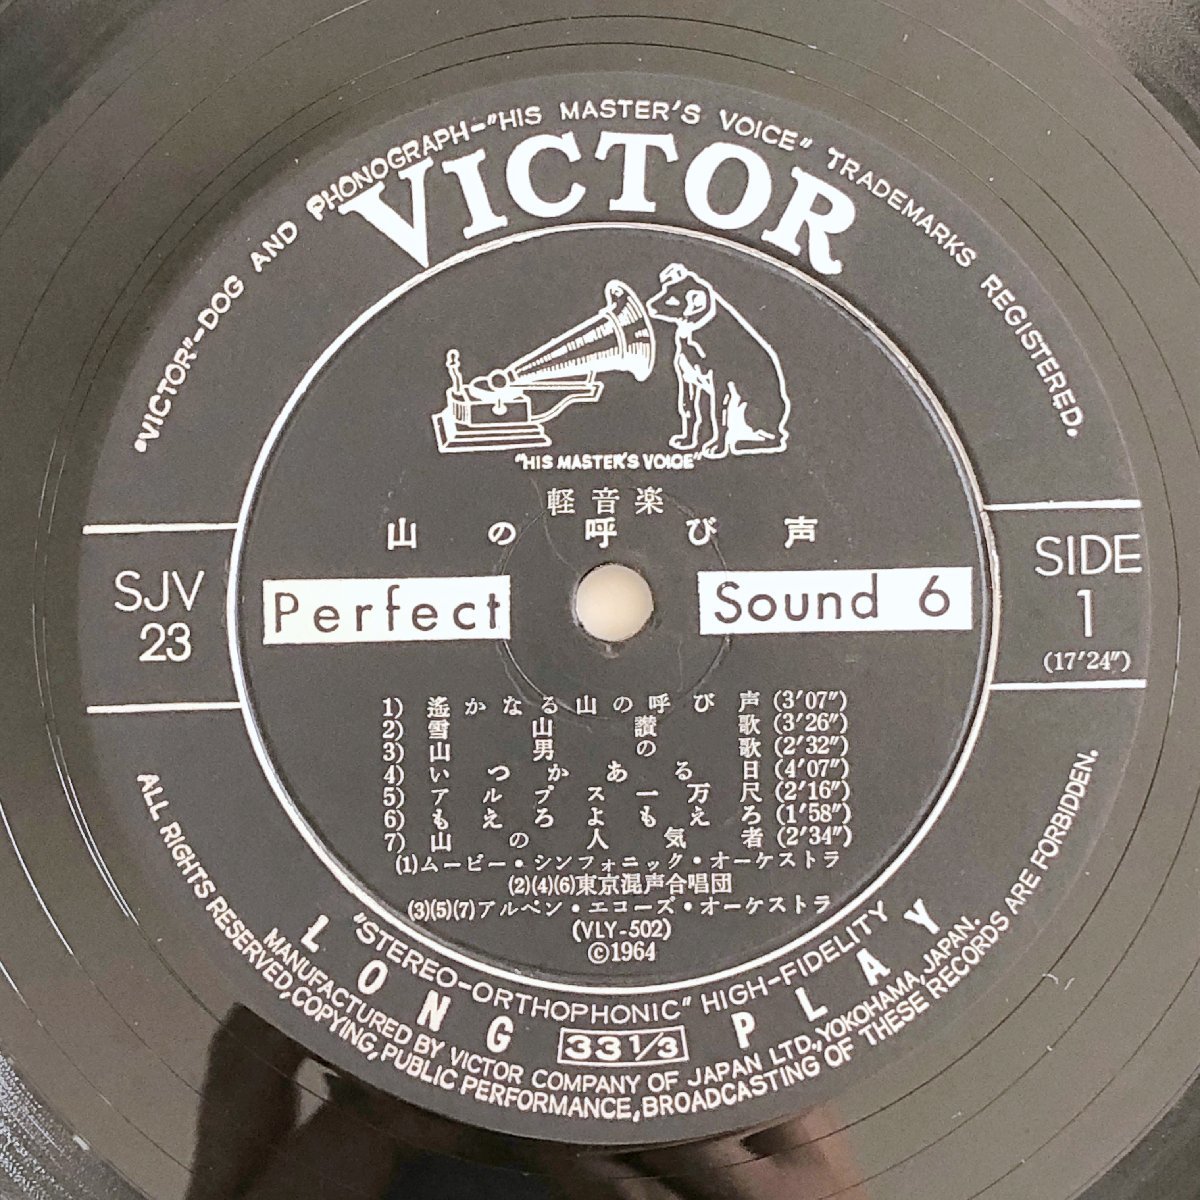 "VICTOR"-DOG AND PHONOGRAPH-"HIS MASTER'S VOICE" TRADEMARKS REGISTERED.
VICTOR
"HIS MASTER'S VOICE"
軽音楽
山の呼び声
SJV
23
Perfect Sound 6
SIDE
1
(17'24")
1) 遙かなる山の呼び声 (3'07")
2) 雪山讃歌 (3'26")
3) 山男の歌 (2'32")
4) いつかある日 (4'07")
5) アルプス一万尺 (2'16")
6) もえろよもえろ (1'58")
7) 山の人気者 (2'34")
(1)ムービー・シンフォニック・オーケストラ
(2)(4)(6)東京混声合唱団
(3)(5)(7)アルペン・エコーズ・オーケストラ
(VLY-502)
©1964
"STEREO-ORTHOPHONIC" HIGH-FIDELITY
LONG 33 1/3 PLAY
MANUFACTURED BY VICTOR COMPANY OF JAPAN LTD., YOKOHAMA, JAPAN.
ALL RIGHTS RESERVED, COPYING, PUBLIC PERFORMANCE, BROADCASTING OF THESE RECORDS ARE FORBIDDEN.